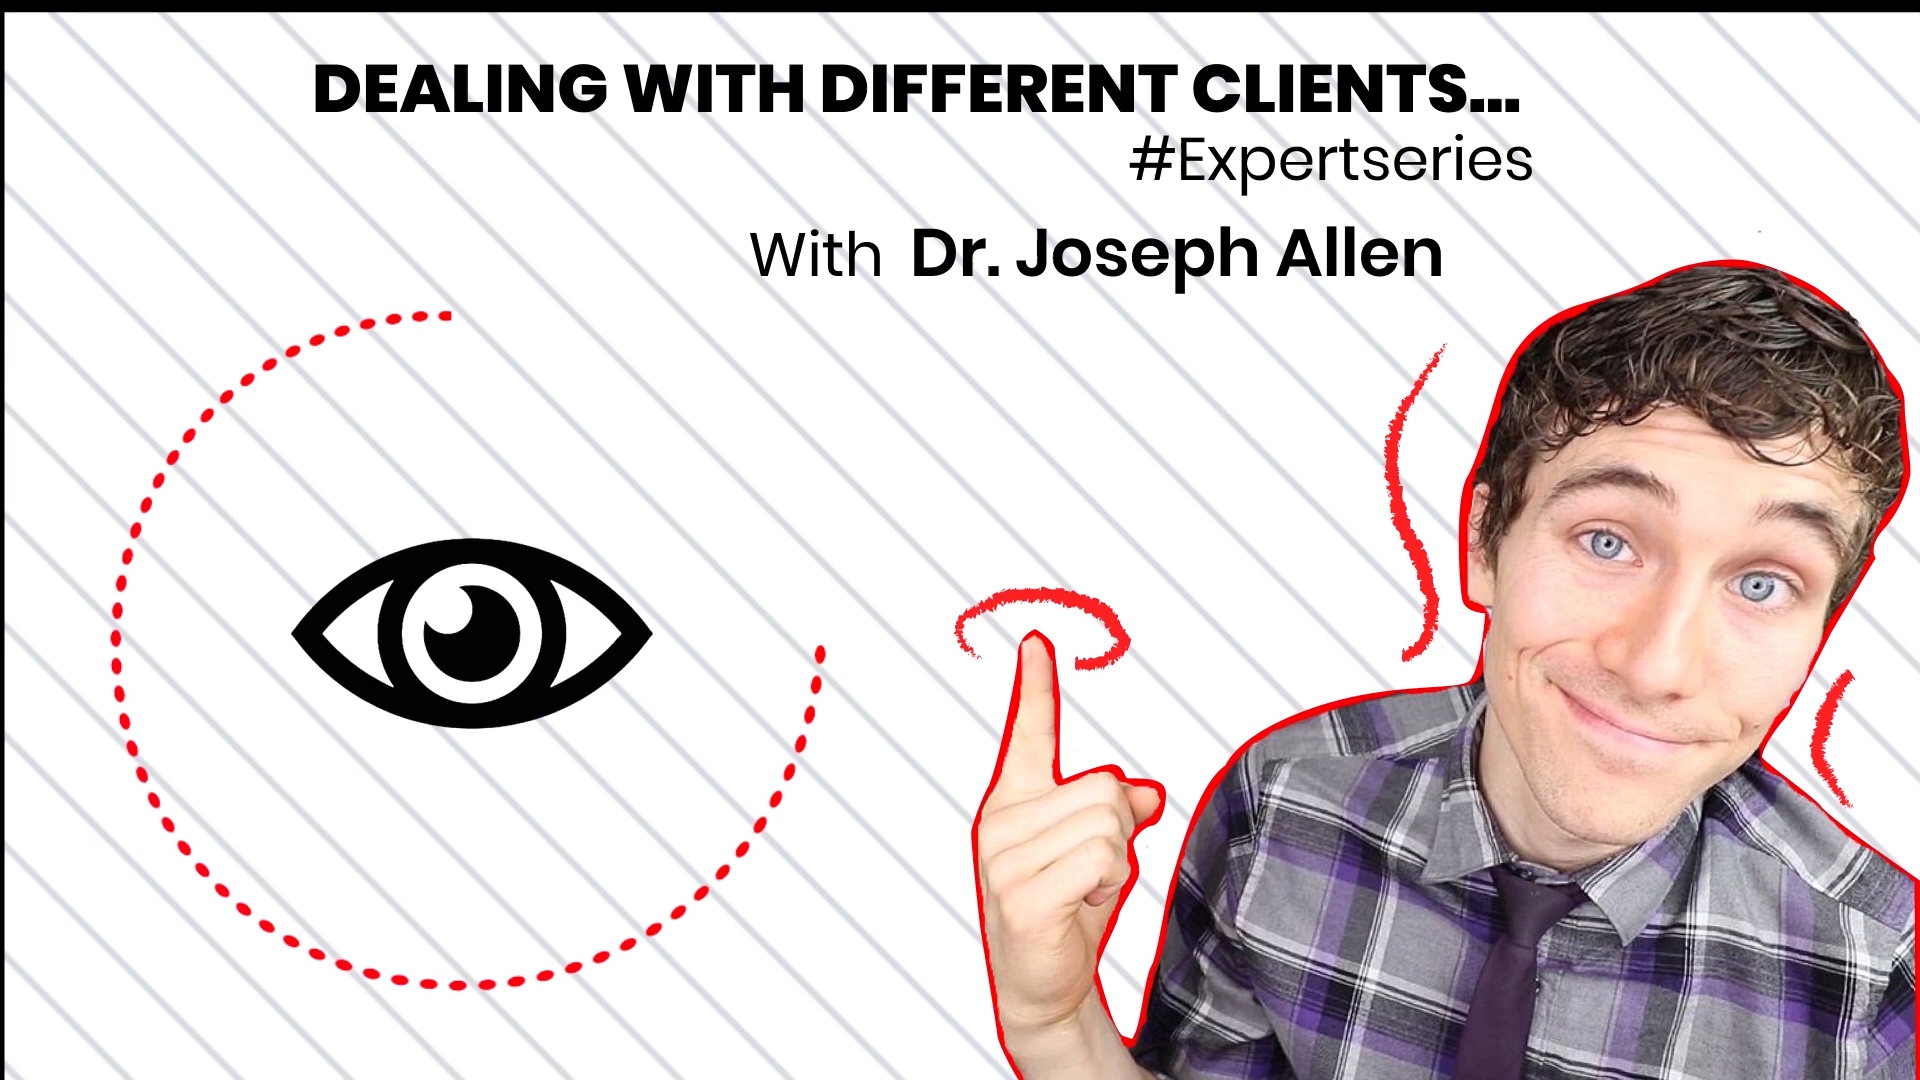 DEALING WITH DIFFERENT CLIENTS...
#Expertseries
With Dr. Joseph Allen